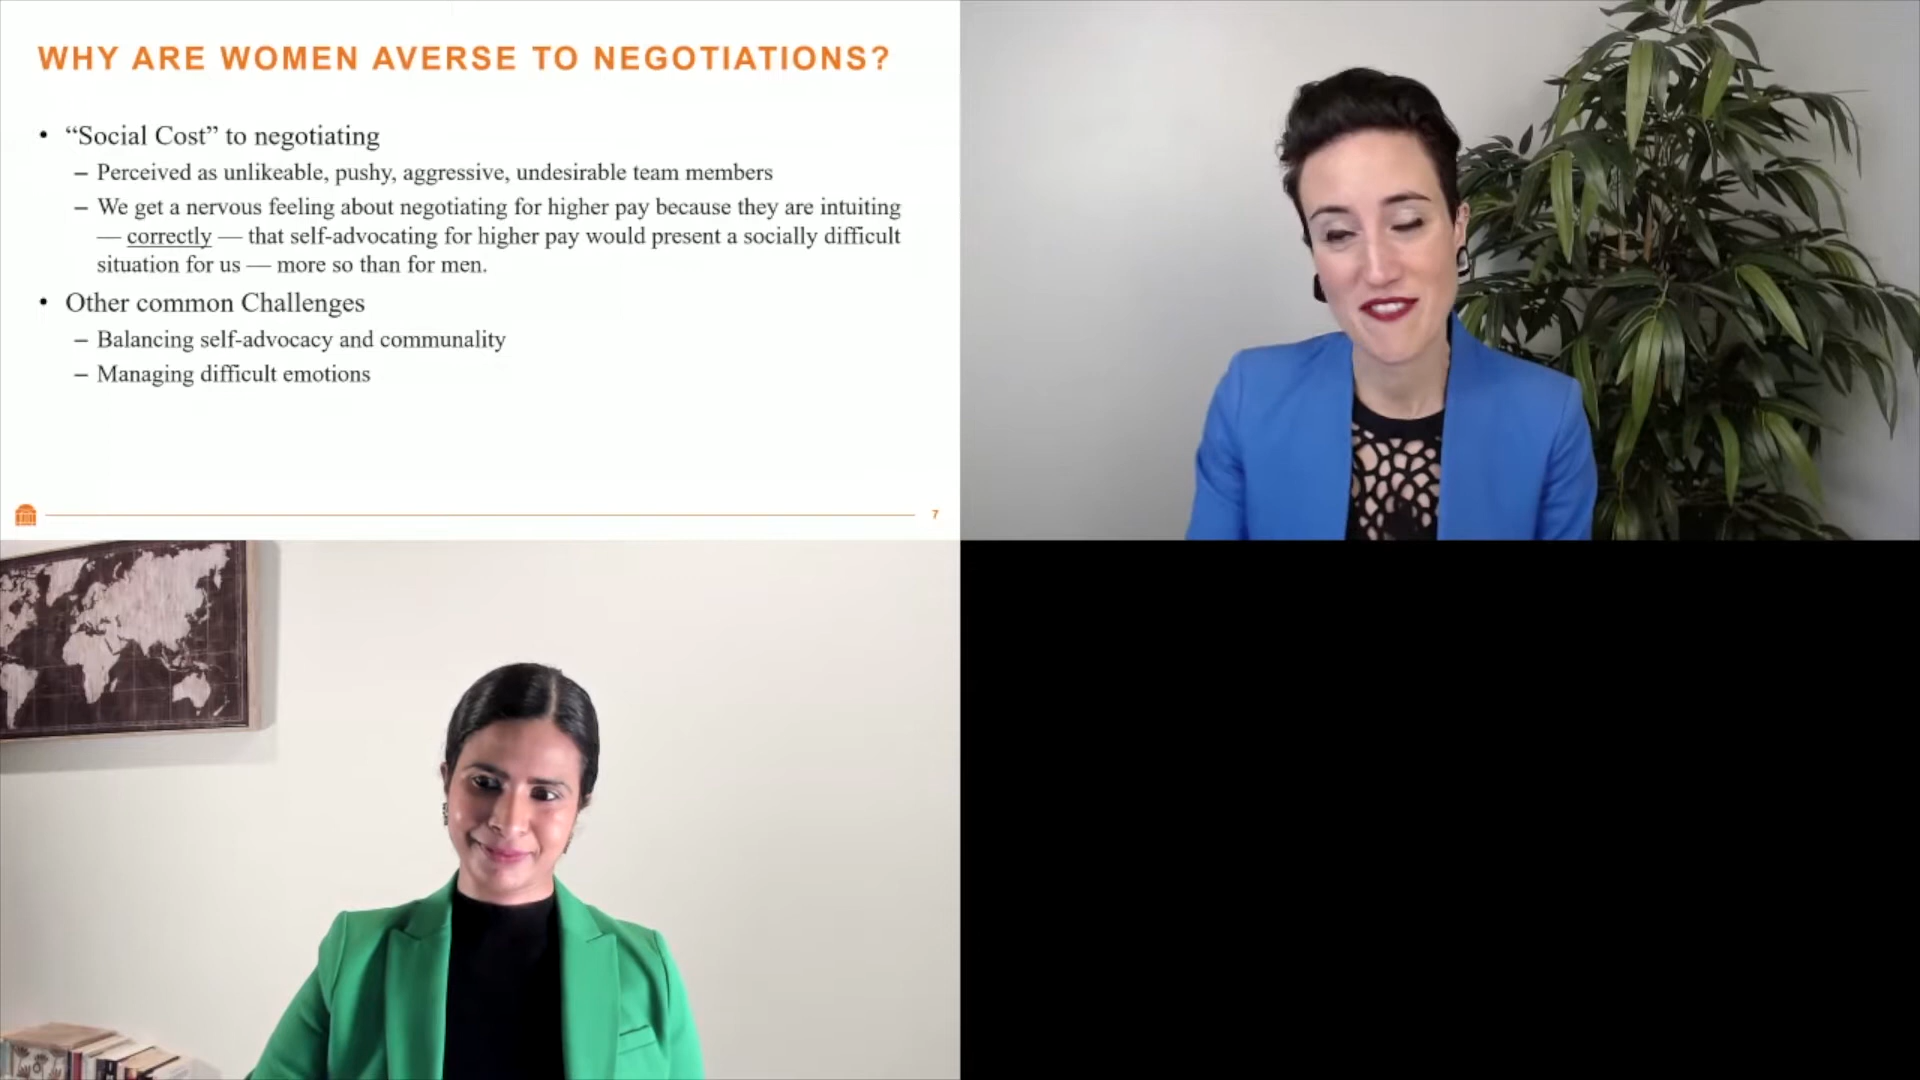 WHY ARE WOMEN AVERSE TO NEGOTIATIONS?
• “Social Cost” to negotiating
– Perceived as unlikeable, pushy, aggressive, undesirable team members
– We get a nervous feeling about negotiating for higher pay because they are intuiting
— correctly — that self-advocating for higher pay would present a socially difficult
situation for us — more so than for men.
• Other common Challenges
– Balancing self-advocacy and communality
– Managing difficult emotions
7